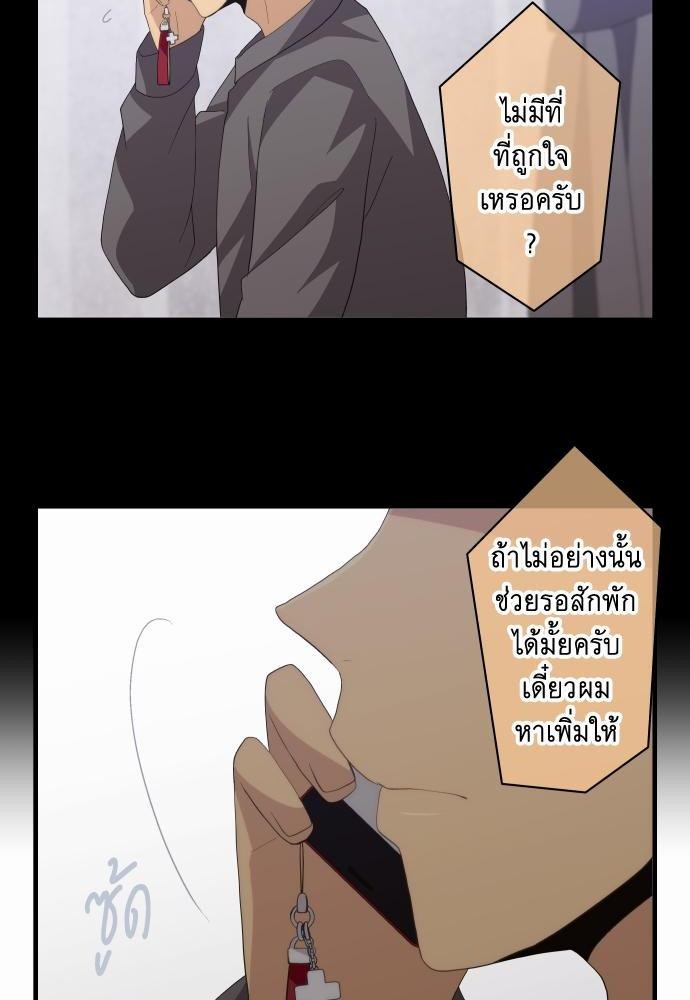 ไม่มีที่
ที่ถูกใจ
เหรอครับ
?
ถ้าไม่อย่างนั้น
ช่วยรอสักพัก
ได้มั้ยครับ
เดี๋ยวผม
หาเพิ่มให้
ซู้ด